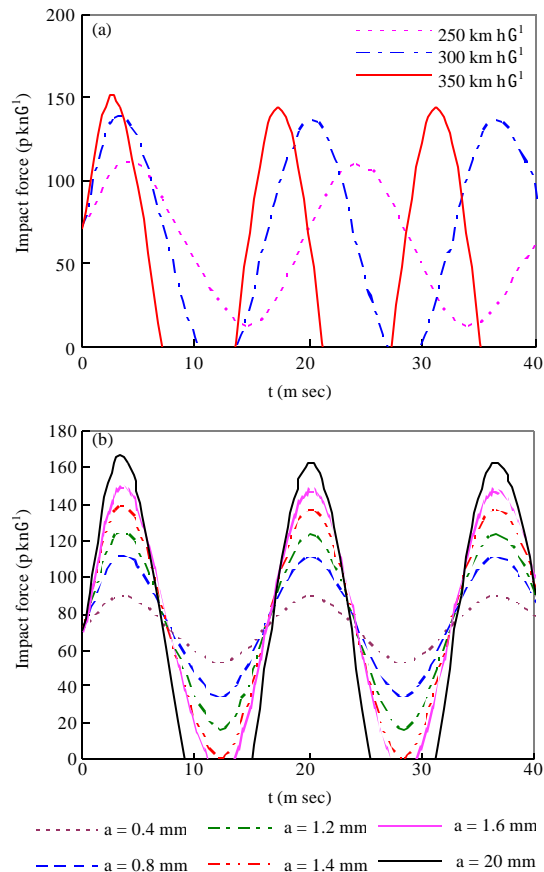 (a)
250 km hG¹
300 km hG¹
350 km hG¹
200
150
100
50
0
Impact force (p knG¹)
0 10 20 30 40
t (m sec)
(b)
180
160
140
120
100
80
60
40
20
0
Impact force (p knG¹)
0 10 20 30 40
t (m sec)
a = 0.4 mm a = 1.2 mm a = 1.6 mm
a = 0.8 mm a = 1.4 mm a = 20 mm